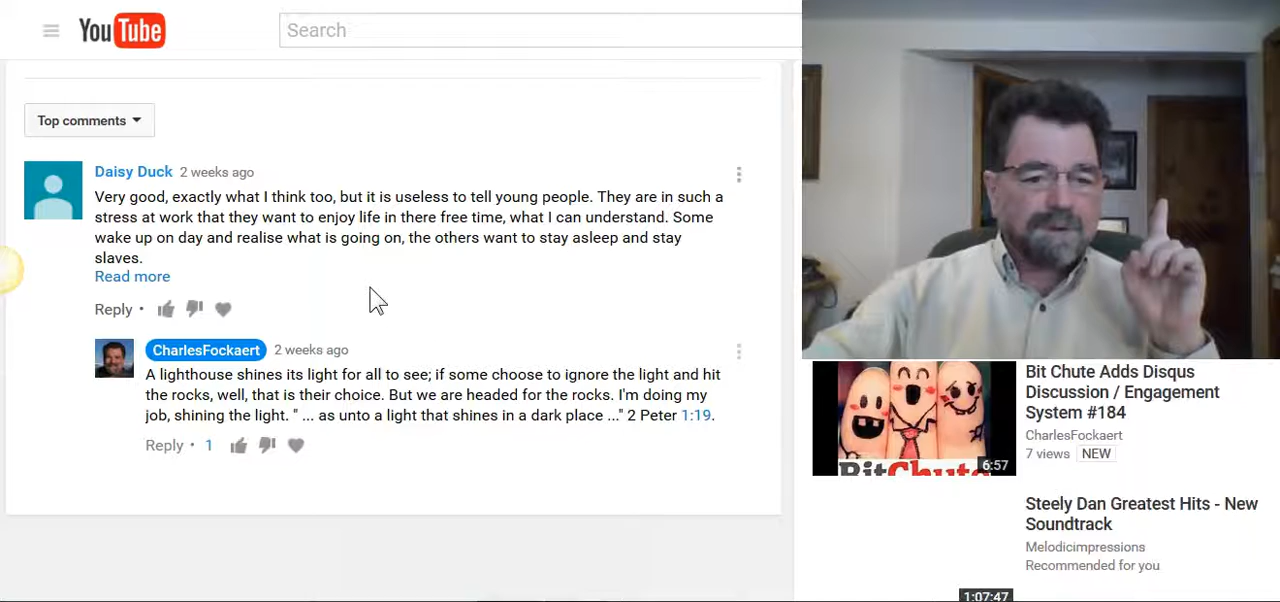 YouTube
Search
Top comments
Daisy Duck 2 weeks ago
Very good, exactly what I think too, but it is useless to tell young people. They are in such a
stress at work that they want to enjoy life in there free time, what I can understand. Some
wake up on day and realise what is going on, the others want to stay asleep and stay
slaves.
Read more
Reply •
CharlesFockaert 2 weeks ago
A lighthouse shines its light for all to see; if some choose to ignore the light and hit
the rocks, well, that is their choice. But we are headed for the rocks. I'm doing my
job, shining the light. " ... as unto a light that shines in a dark place ..." 2 Peter 1:19.
Reply • 1
BitChute
6:57
Bit Chute Adds Disqus
Discussion / Engagement
System #184
CharlesFockaert
7 views NEW
Steely Dan Greatest Hits - New
Soundtrack
Melodicimpressions
Recommended for you
1:07:47